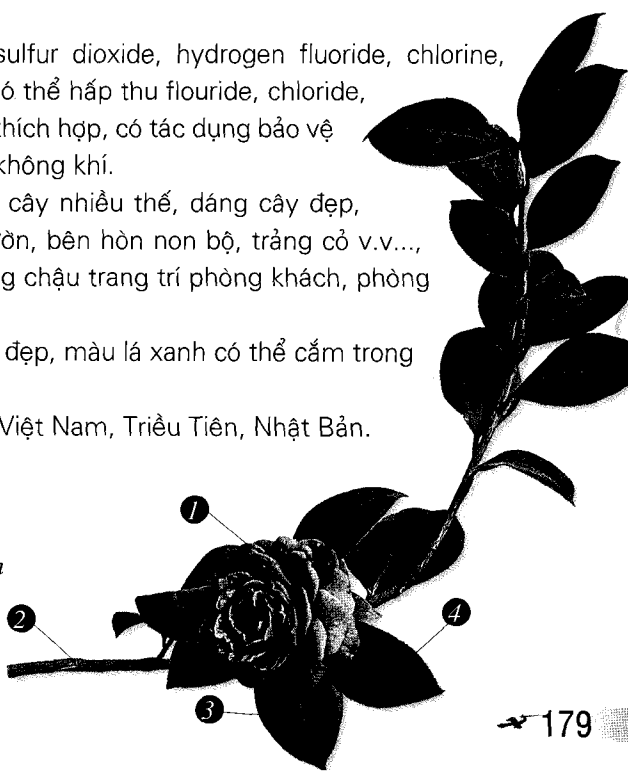 sulfur dioxide, hydrogen fluoride, chlorine,
ó thể hấp thu flouride, chloride,
thích hợp, có tác dụng bảo vệ
không khí.
cây nhiều thế, dáng cây đẹp,
ờn, bên hòn non bộ, trảng cỏ v.v...,
g chậu trang trí phòng khách, phòng
đẹp, màu lá xanh có thể cắm trong
Việt Nam, Triều Tiên, Nhật Bản.
1
2
4
3
179